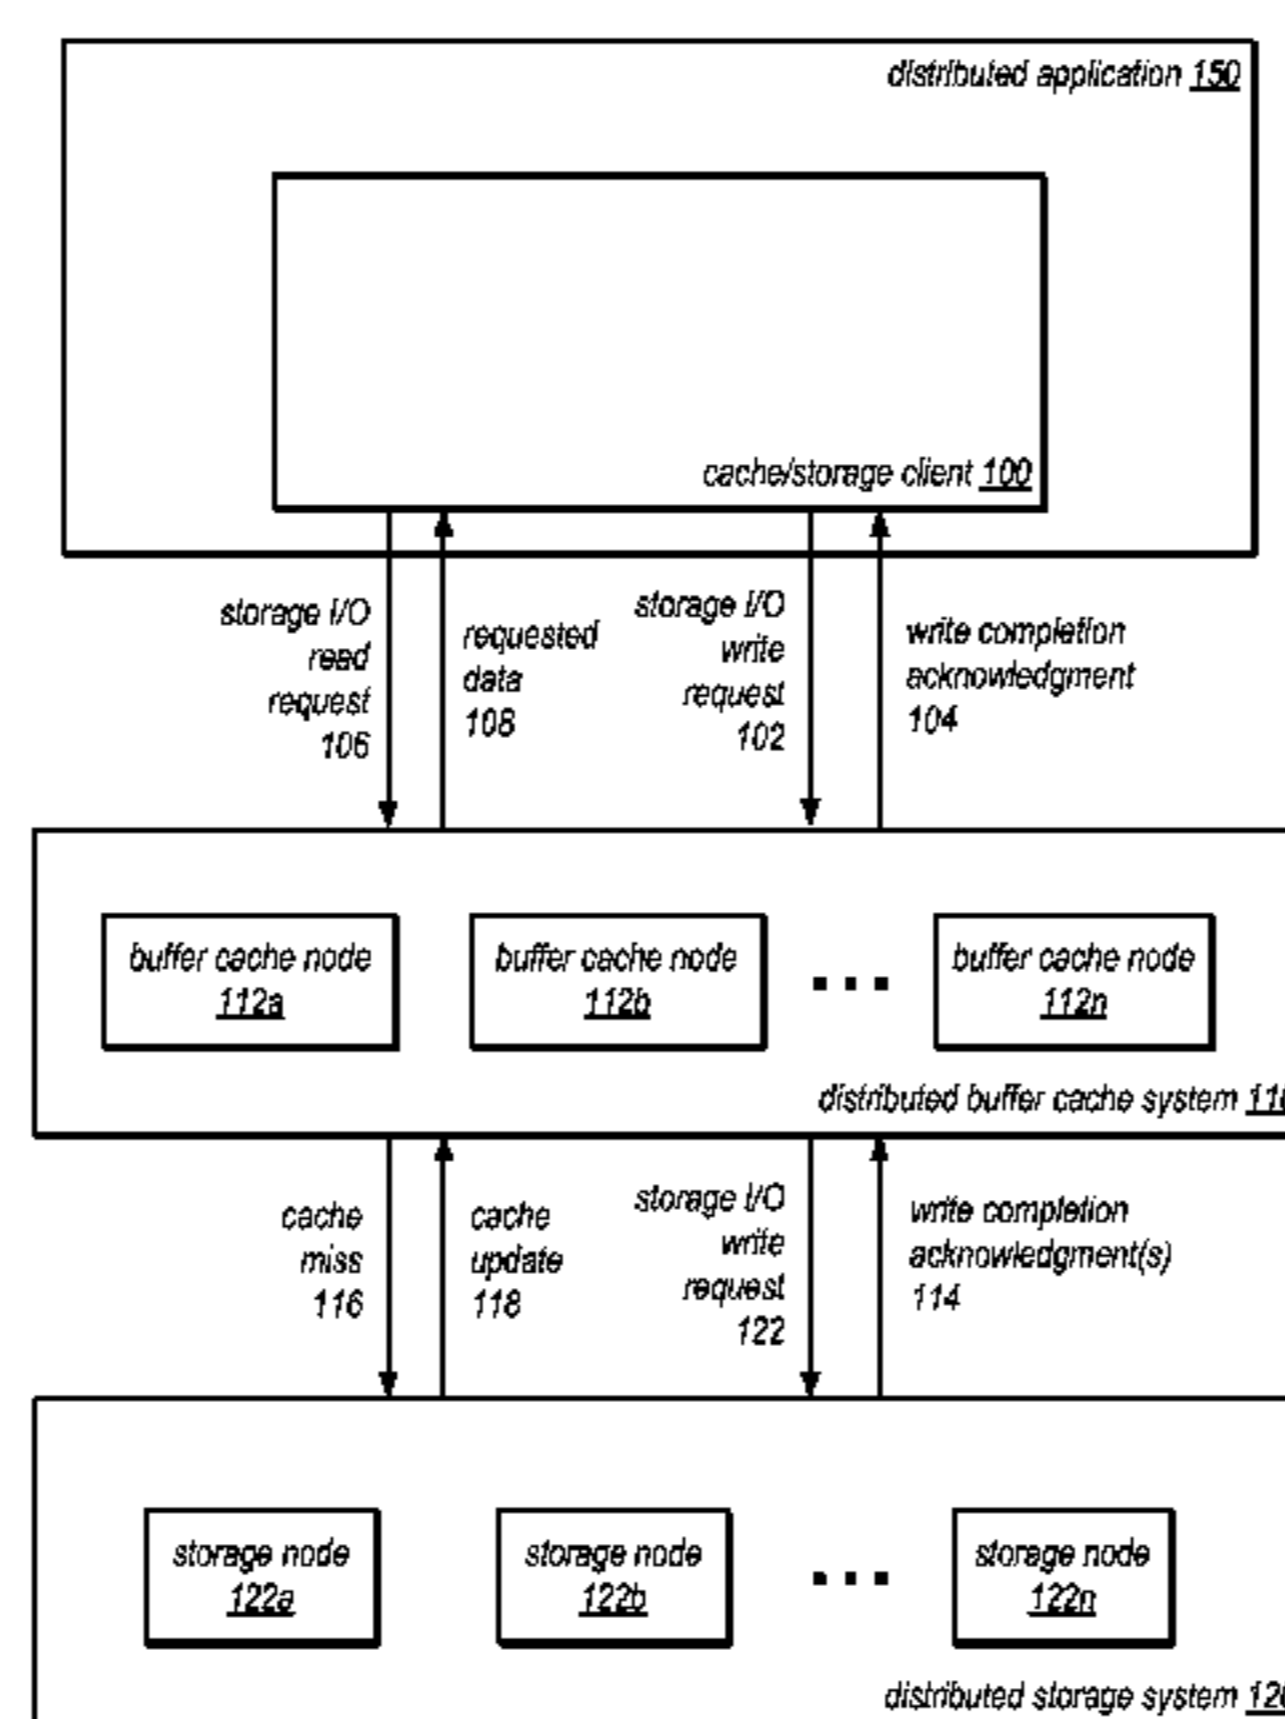 distributed application 150
cache/storage client 100
storage I/O
read
request
106
requested
data
108
storage I/O
write
request
102
write completion
acknowledgment
104
buffer cache node
112a
buffer cache node
112b
buffer cache node
112n
distributed buffer cache system
cache
miss
116
cache
update
118
storage I/O
write
request
122
write completion
acknowledgment(s)
114
storage node
122a
storage node
122b
storage node
122n
distributed storage system